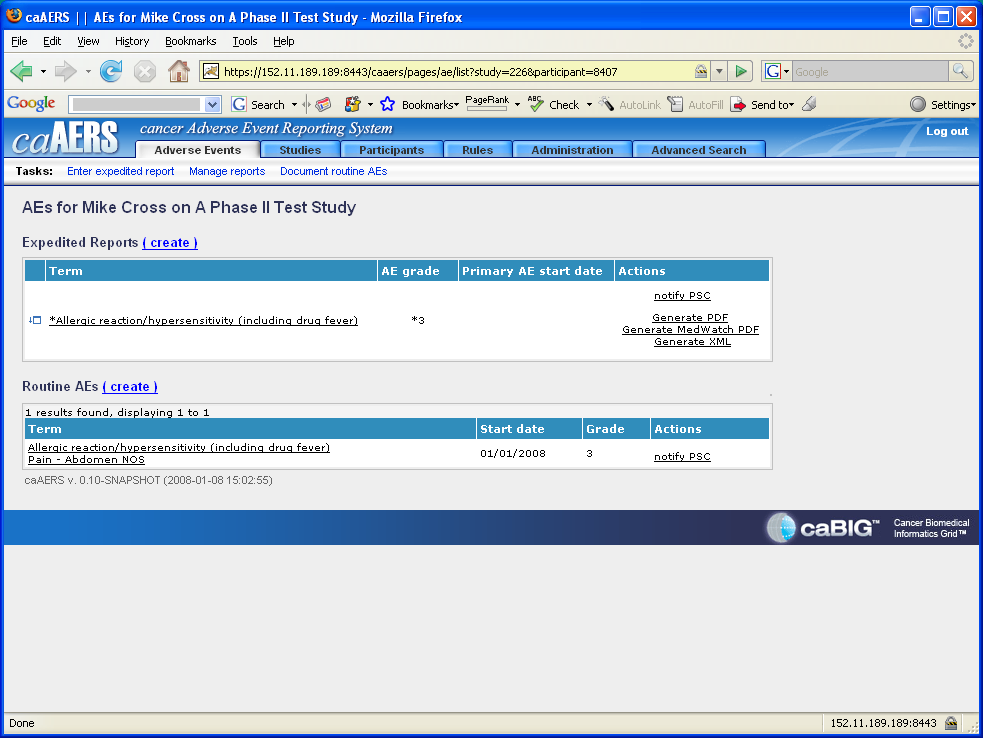 caAERS | | AEs for Mike Cross on A Phase II Test Study - Mozilla Firefox
File Edit View History Bookmarks Tools Help
https://152.11.189.189:8443/caaers/pages/ae/list?study=226&participant=8407 G Google
Google G Search Bookmarks PageRank ABC Check AutoLink AutoFill Send to Settings
caAERS cancer Adverse Event Reporting System Log out
Adverse Events Studies Participants Rules Administration Advanced Search
Tasks: Enter expedited report Manage reports Document routine AEs
AEs for Mike Cross on A Phase II Test Study
Expedited Reports ( create )
Term AE grade Primary AE start date Actions
notify PSC
*Allergic reaction/hypersensitivity (including drug fever) *3 Generate PDF
Generate MedWatch PDF
Generate XML
Routine AEs ( create )
1 results found, displaying 1 to 1
Term Start date Grade Actions
Allergic reaction/hypersensitivity (including drug fever)
Pain - Abdomen NOS 01/01/2008 3 notify PSC
caAERS v. 0.10-SNAPSHOT (2008-01-08 15:02:55)
caBIG™ Cancer Biomedical
Informatics Grid™
Done 152.11.189.189:8443